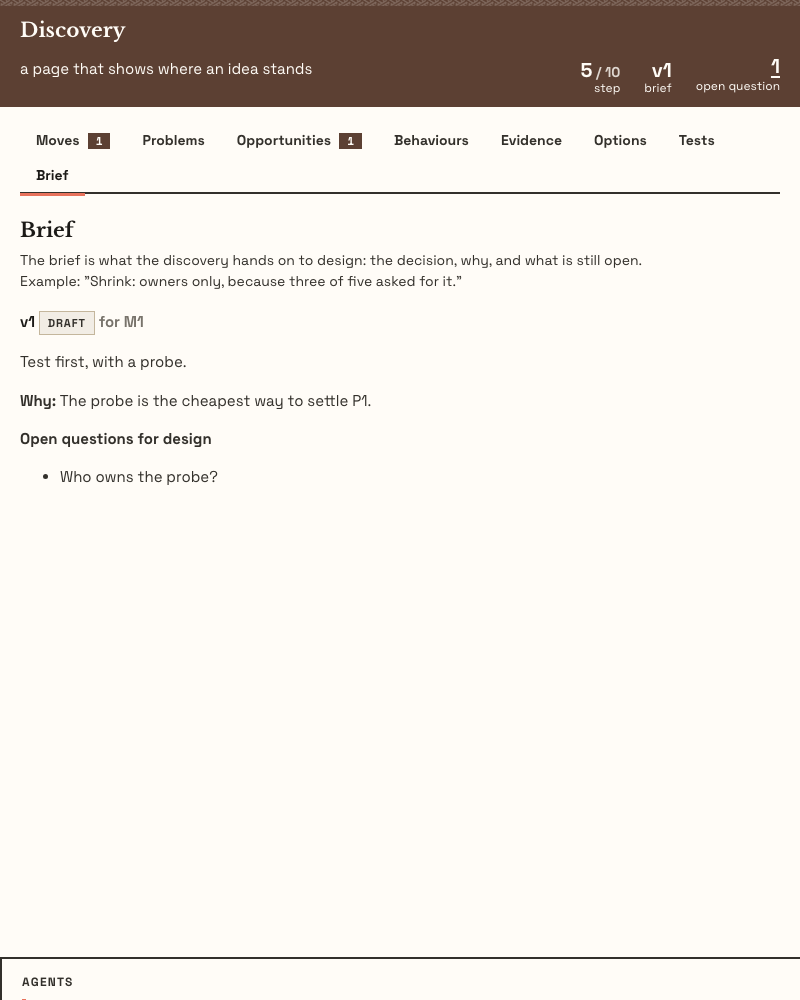 Discovery
a page that shows where an idea stands
5 / 10
step
v1
brief
1
open question
Moves 1 Problems Opportunities 1 Behaviours Evidence Options Tests
Brief
Brief
The brief is what the discovery hands on to design: the decision, why, and what is still open.
Example: ”Shrink: owners only, because three of five asked for it.”
v1 DRAFT for M1
Test first, with a probe.
Why: The probe is the cheapest way to settle P1.
Open questions for design
• Who owns the probe?
AGENTS